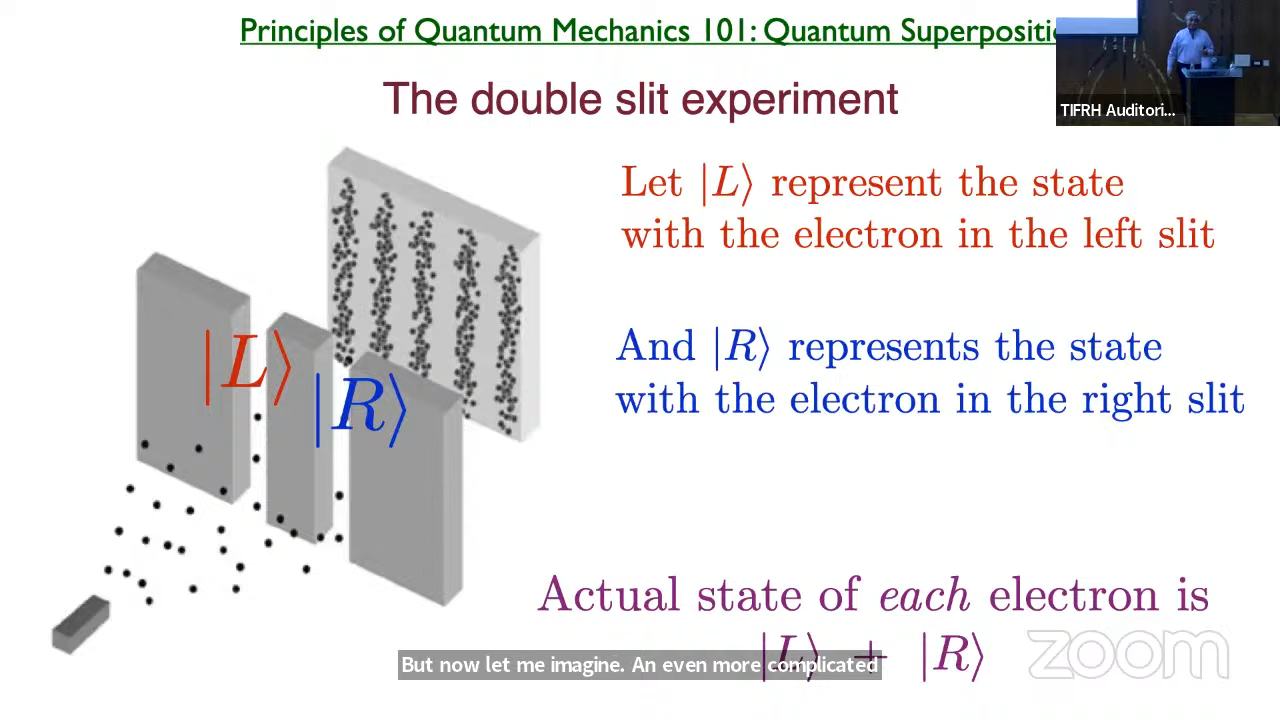 Principles of Quantum Mechanics 101: Quantum Superpositi
TIFRH Auditori...
The double slit experiment
Let |L⟩ represent the state
with the electron in the left slit
And |R⟩ represents the state
with the electron in the right slit
|L⟩
|R⟩
Actual state of each electron is
|L⟩ + |R⟩
But now let me imagine. An even more complicated
zoom